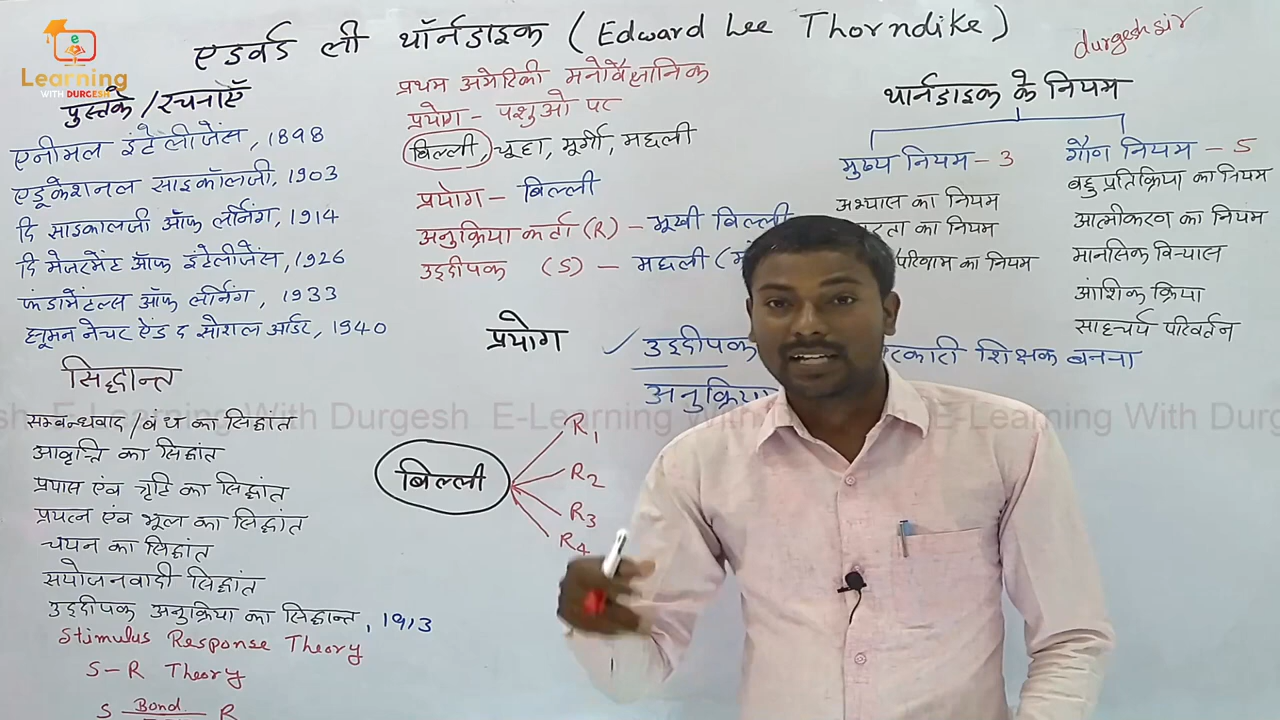 एडवर्ड ली थॉर्नडाइक (Edward Lee Thorndike)
durgesh sir
e
Learning
WITH DURGESH
पुस्तकें/रचनाएँ
एनीमल इंटेलीजेंस, 1898
एडूकेशनल साइकॉलजी, 1903
दि साइकालजी ऑफ लर्निंग, 1914
दि मेजरमेंट ऑफ इंटेलीजेंस, 1926
फंडामेंटल्स ऑफ लर्निंग, 1933
ह्यूमन नेचर ऐंड द सोशल आर्डर, 1940
सिद्धान्त
सम्बन्धवाद/बंध का सिद्धांत
आवृत्ति का सिद्धांत
प्रयास एंव त्रुटि का सिद्धांत
प्रयत्न एंव भूल का सिद्धांत
चयन का सिद्धांत
सयोजनवादी सिद्धांत
उद्दीपक अनुक्रिया का सिद्धान्त, 1913
Stimulus Response Theory
S-R Theory
S Bond R
प्रथम अमेरिकी मनोवैज्ञानिक
प्रयोग - पशुओ पर
बिल्ली, चूहा, मुर्गी, मछली
प्रयोग - बिल्ली
अनुक्रिया कर्ता (R) - भूखी बिल्ली
उद्दीपक (S) - मछली
प्रयोग
✓ उद्दीपक
शिक्षक बनना
अनुक्रिया
बिल्ली
R1
R2
R3
R4
थार्नडाइक के नियम
मुख्य नियम - 3
अभ्यास का नियम
का नियम
परिणाम का नियम
गौण नियम - 5
बहु प्रतिक्रिया का नियम
आत्मीकरण का नियम
मानसिक विन्यास
आंशिक क्रिया
साहचर्य परिवर्तन
With Durgesh E-Learning With Durgesh